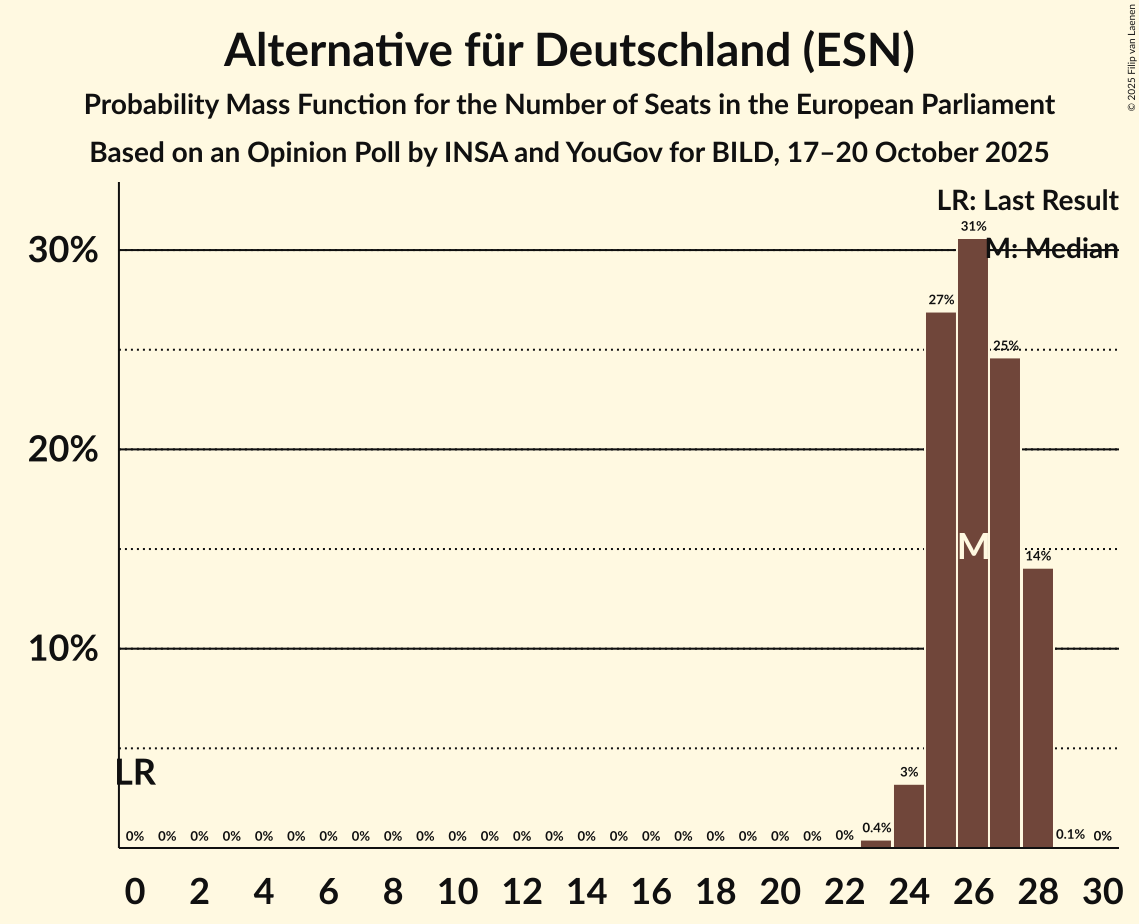 Alternative für Deutschland (ESN)
Probability Mass Function for the Number of Seats in the European Parliament
Based on an Opinion Poll by INSA and YouGov for BILD, 17–20 October 2025
© 2025 Filip van Laenen
LR: Last Result
M: Median
30%
20%
10%
31%
27%
25%
14%
3%
0.4%
0.1%
M
LR
0% 0% 0% 0% 0% 0% 0% 0% 0% 0% 0% 0% 0% 0% 0% 0% 0% 0% 0% 0% 0% 0% 0% 0%
0 2 4 6 8 10 12 14 16 18 20 22 24 26 28 30